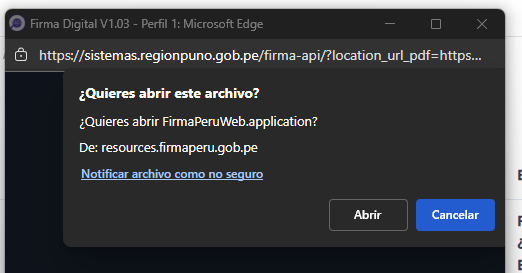 Firma Digital V1.03 - Perfil 1: Microsoft Edge
https://sistemas.regionpuno.gob.pe/firma-api/?location_url_pdf=https...
¿Quieres abrir este archivo?
¿Quieres abrir FirmaPeruWeb.application?
De: resources.firmaperu.gob.pe
Notificar archivo como no seguro
Abrir
Cancelar